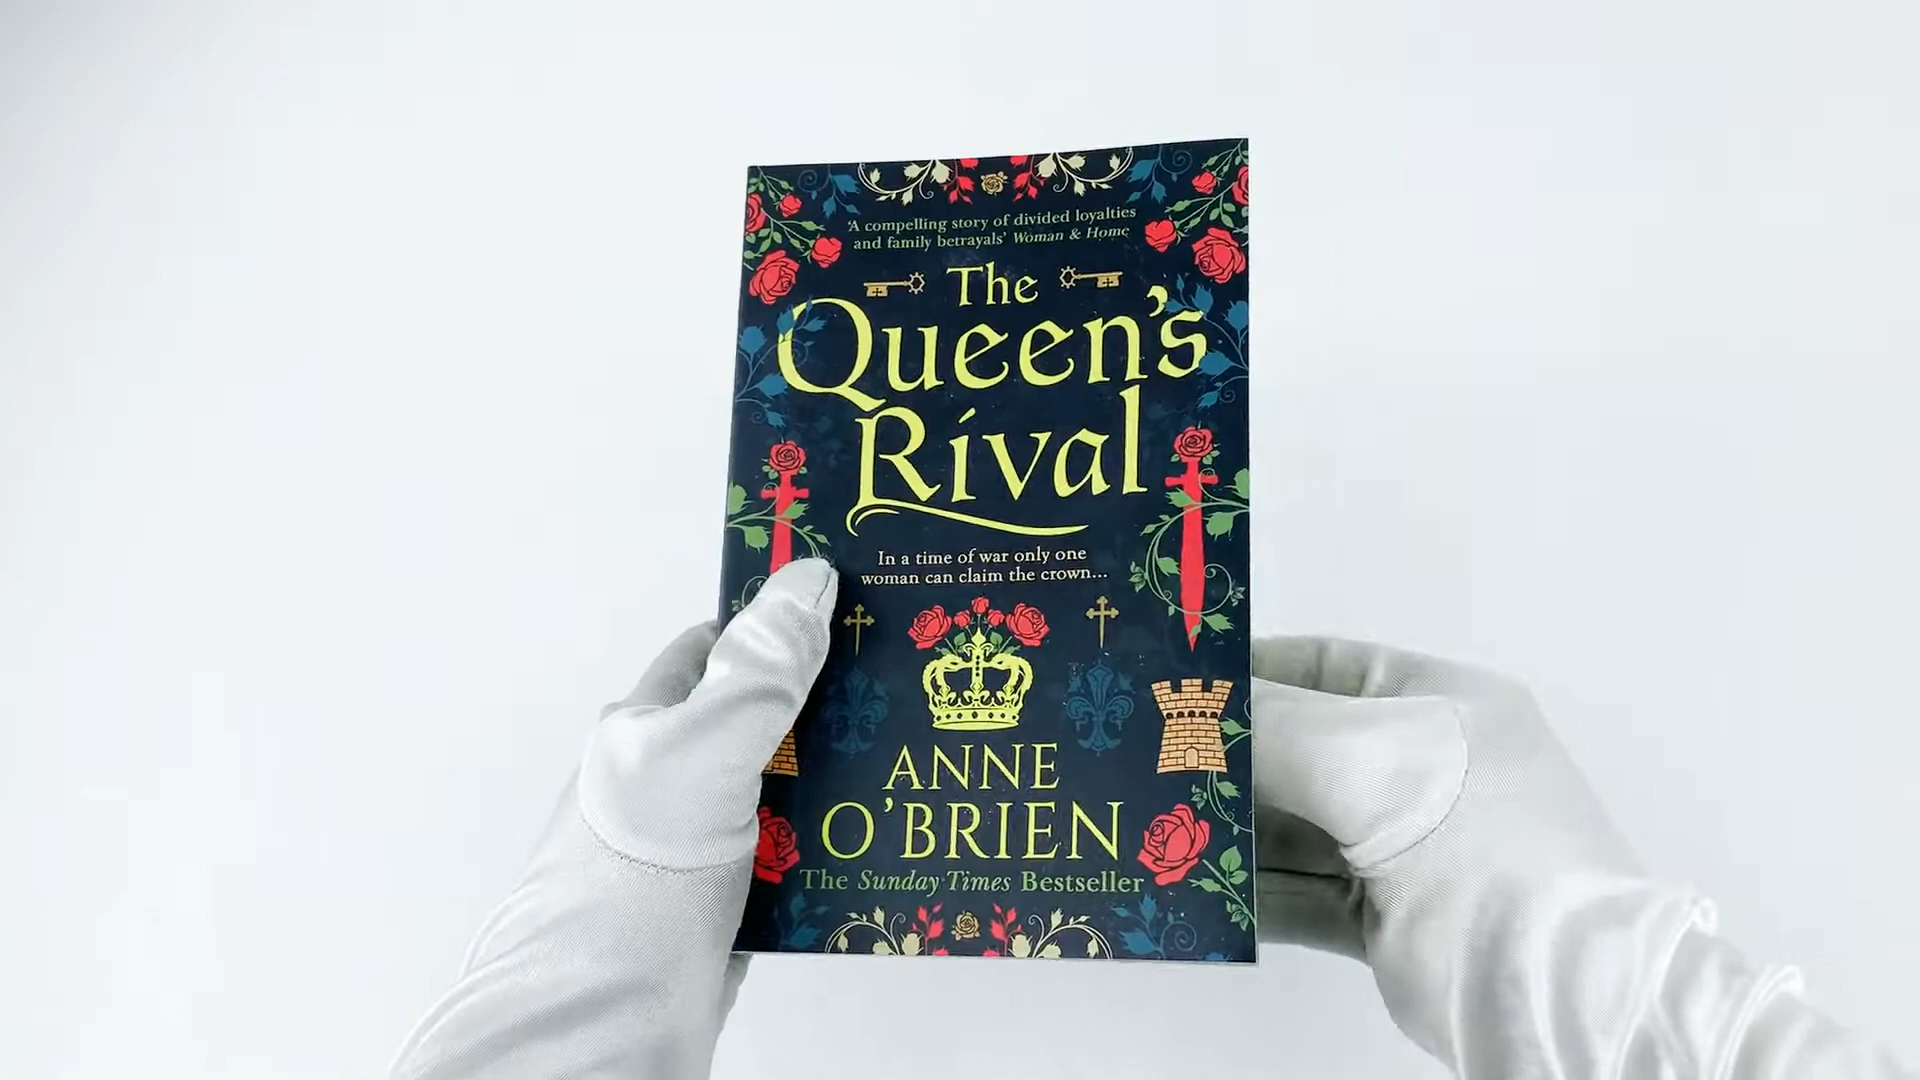 ‘A compelling story of divided loyalties
and family betrayals’ Woman & Home
The
Queen's
Rival
In a time of war only one
woman can claim the crown...
ANNE
O'BRIEN
The Sunday Times Bestseller